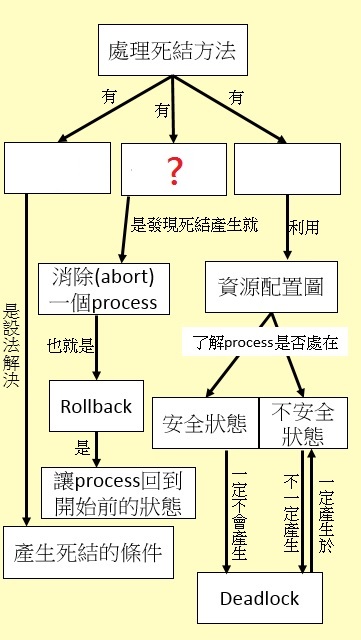 處理死結方法
有
有
有
?
是發現死結產生就
利用
消除(abort)
一個process
資源配置圖
是設法解決
也就是
了解process是否處在
Rollback
安全狀態
不安全
狀態
是
讓process回到
開始前的狀態
一定不會產生
不一定產生
一定產生於
產生死結的條件
Deadlock